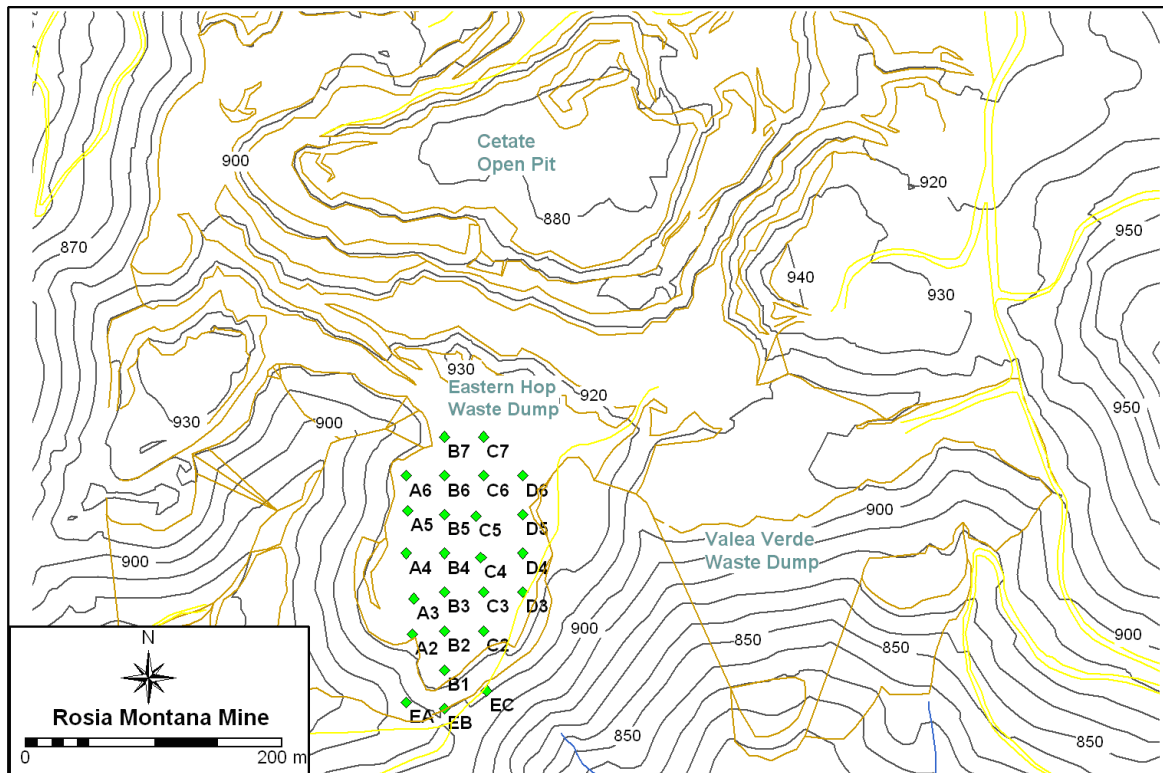 Cetate
Open Pit
900
920
880
870
950
940
930
930
Eastern Hop
Waste Dump
920
930
900
950
B7 C7
A6 B6 C6 D6
A5 B5 C5 D5
900
Valea Verde
Waste Dump
900
A4 B4 C4 D4
A3 B3 C3 D3
A2 B2 C2
900
850
850
900
B1
EA EB EC
850
850
N
Rosia Montana Mine
0
200 m